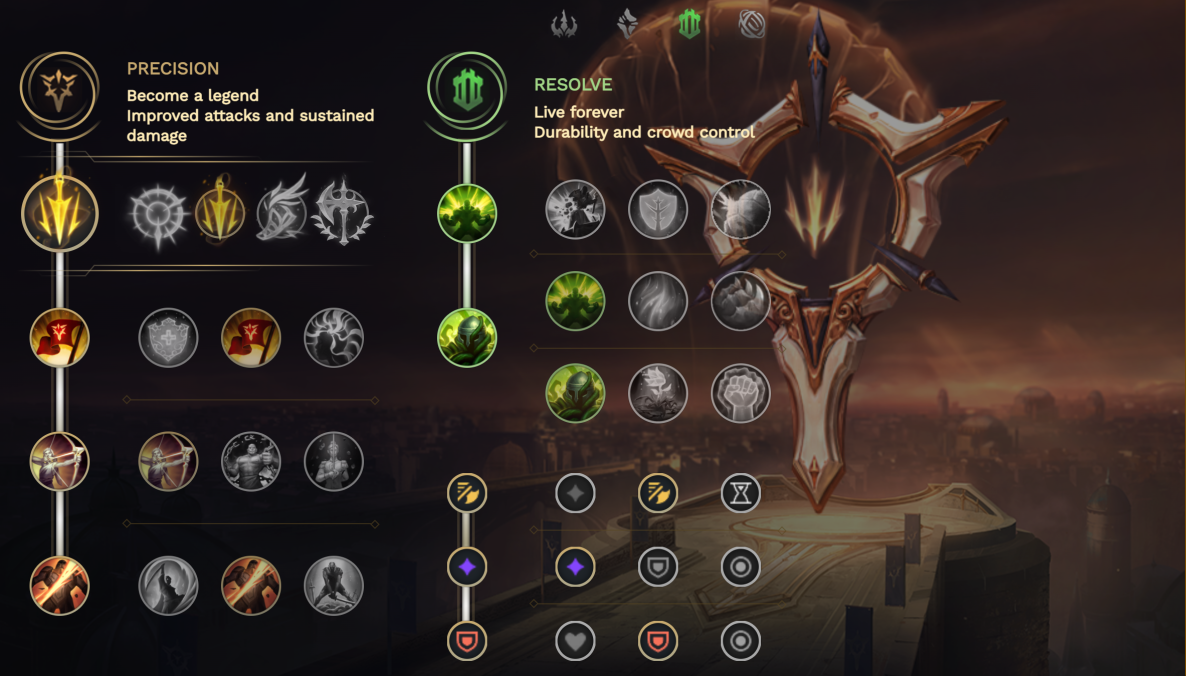 PRECISION
Become a legend
Improved attacks and sustained
damage
RESOLVE
Live forever
Durability and crowd control